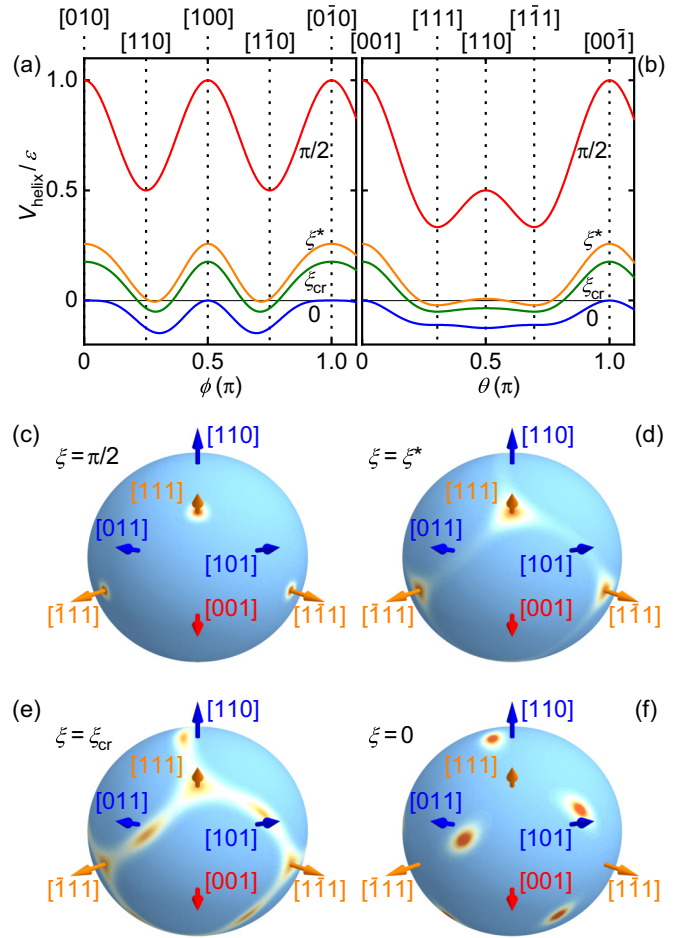 [010] [100] [01̄0] [111] [11̄1̄]
[110] [11̄0] [001] [110] [001̄]
(a) (b)
1.0
0.5
0
V_helix / ε
π/2
ξ*
ξ_cr
0
π/2
ξ*
ξ_cr
0
0 0.5 1.0 0 0.5 1.0
ϕ (π) θ (π)
(c) [110] [110] (d)
ξ = π/2 ξ = ξ*
[111] [111]
[011] [011]
[101] [101]
[1̄11] [001] [11̄1] [1̄11] [001] [11̄1]
(e) [110] [110] (f)
ξ = ξ_cr ξ = 0
[111] [111]
[011] [011]
[101] [101]
[1̄11] [001] [11̄1] [1̄11] [001] [11̄1]